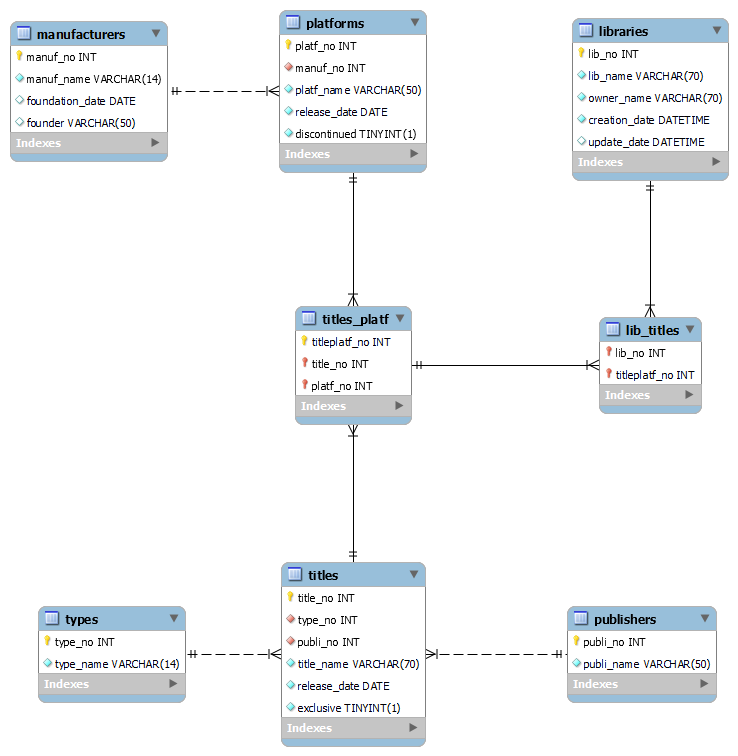 manufacturers
manuf_no INT
manuf_name VARCHAR(14)
foundation_date DATE
founder VARCHAR(50)
Indexes
platforms
platf_no INT
manuf_no INT
platf_name VARCHAR(50)
release_date DATE
discontinued TINYINT(1)
Indexes
libraries
lib_no INT
lib_name VARCHAR(70)
owner_name VARCHAR(70)
creation_date DATETIME
update_date DATETIME
Indexes
titles_platf
titleplatf_no INT
title_no INT
platf_no INT
Indexes
lib_titles
lib_no INT
titleplatf_no INT
Indexes
types
type_no INT
type_name VARCHAR(14)
Indexes
titles
title_no INT
type_no INT
publi_no INT
title_name VARCHAR(70)
release_date DATE
exclusive TINYINT(1)
Indexes
publishers
publi_no INT
publi_name VARCHAR(50)
Indexes